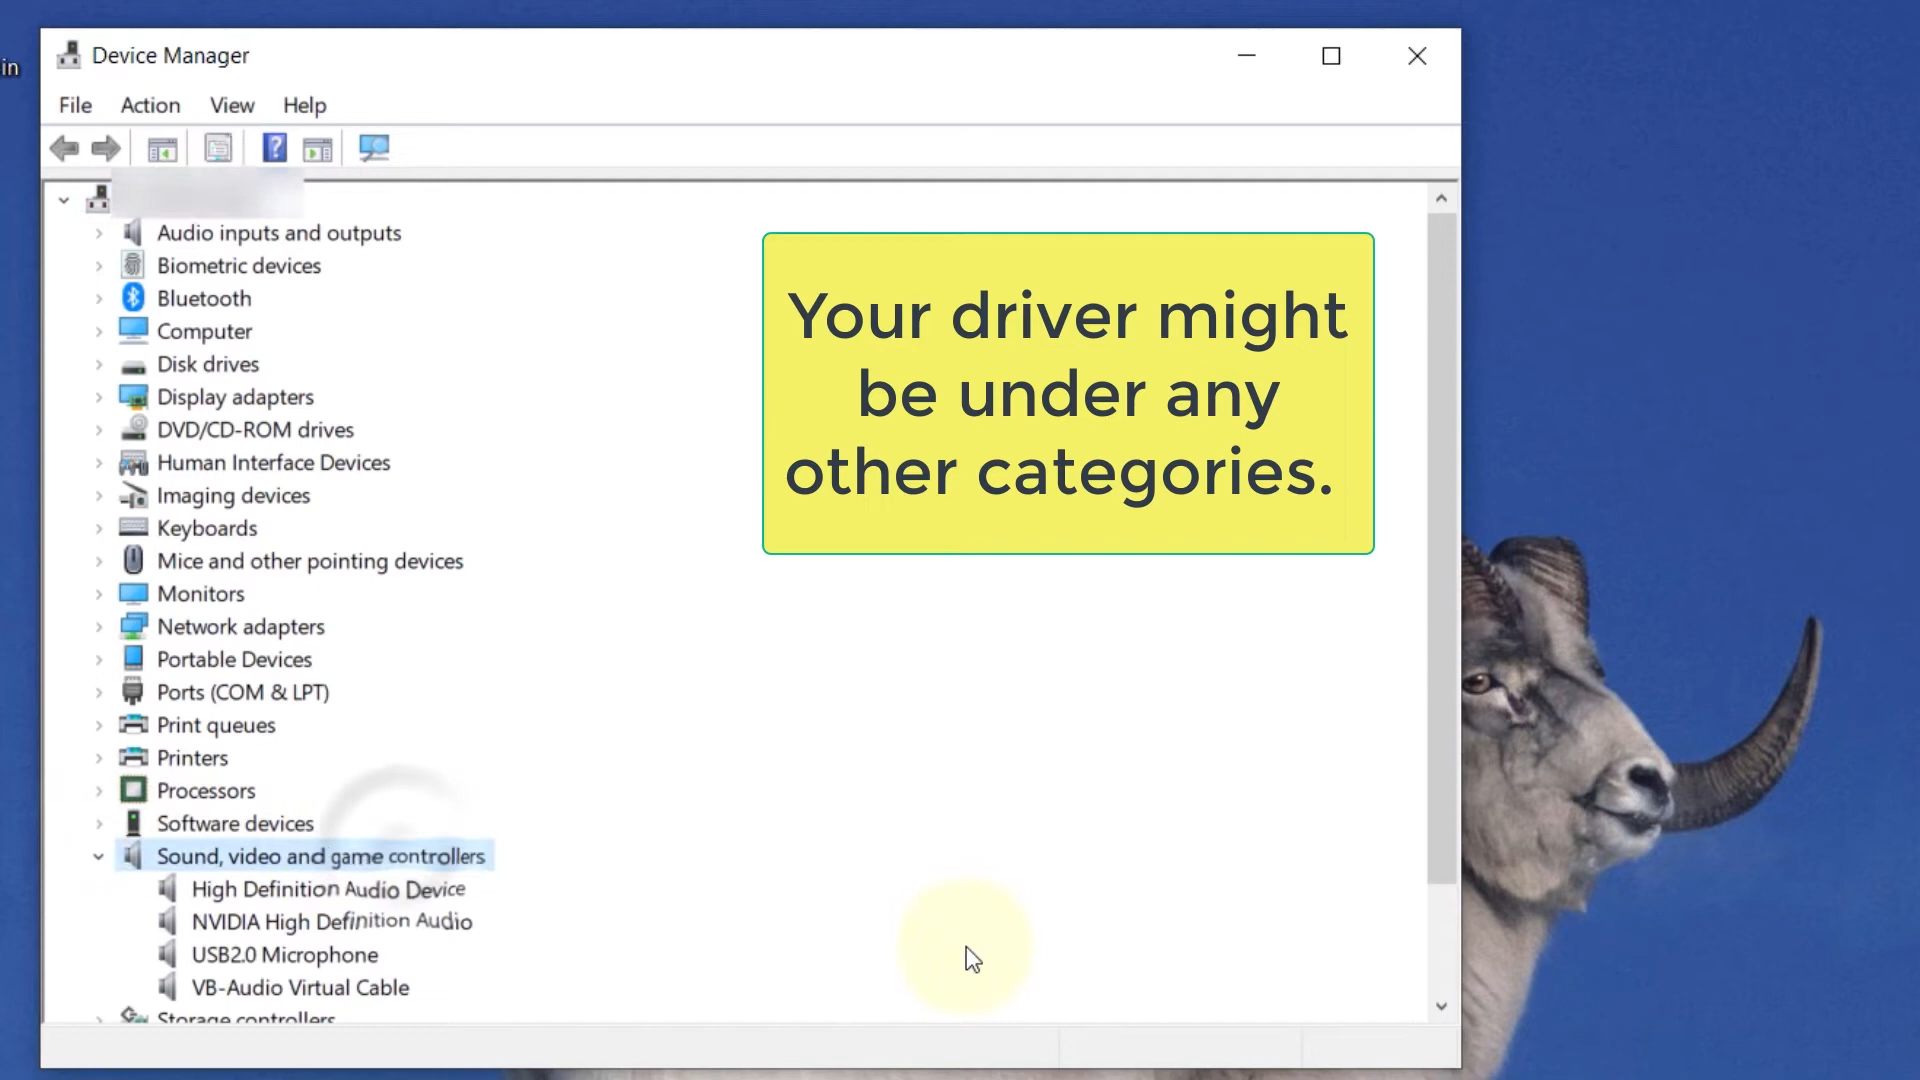 in
Device Manager
File Action View Help
Audio inputs and outputs
Biometric devices
Bluetooth
Computer
Disk drives
Display adapters
DVD/CD-ROM drives
Human Interface Devices
Imaging devices
Keyboards
Mice and other pointing devices
Monitors
Network adapters
Portable Devices
Ports (COM & LPT)
Print queues
Printers
Processors
Software devices
Sound, video and game controllers
High Definition Audio Device
NVIDIA High Definition Audio
USB2.0 Microphone
VB-Audio Virtual Cable
Storage controllers
Your driver might
be under any
other categories.